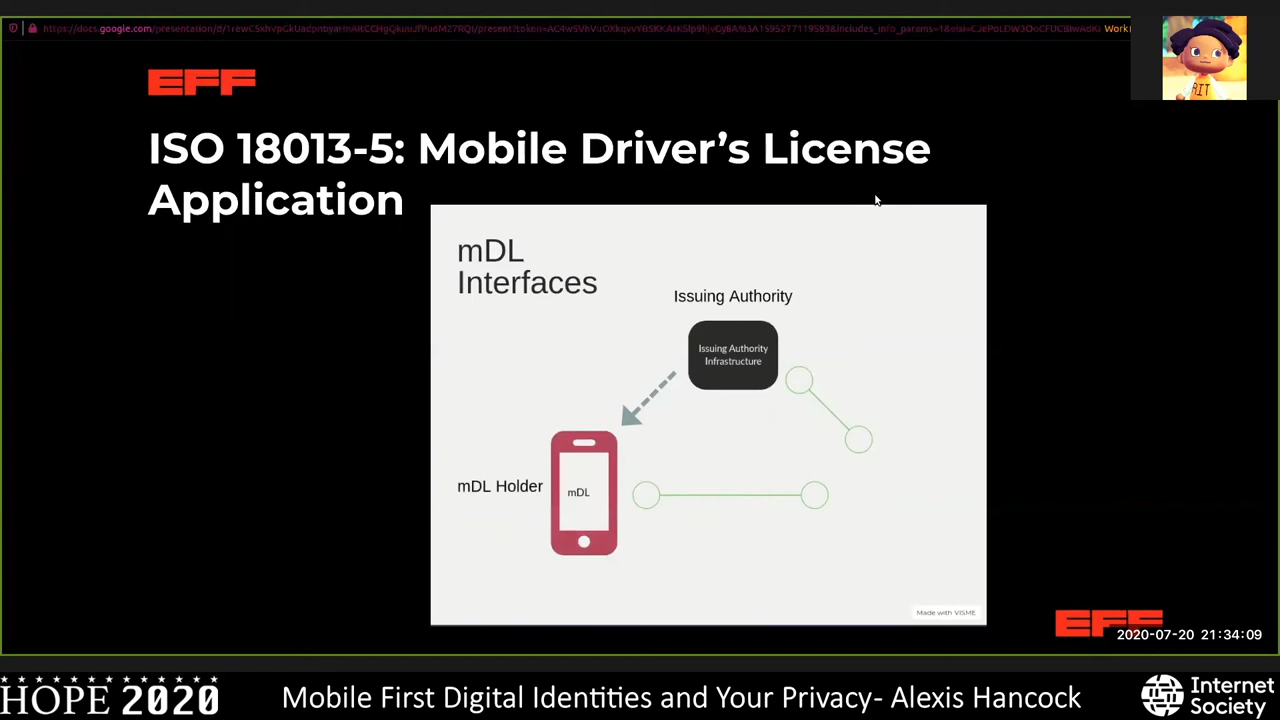 Work
RIT
EFF
ISO 18013-5: Mobile Driver’s License
Application
mDL
Interfaces
Issuing Authority
Issuing Authority
Infrastructure
mDL Holder
mDL
Made with VISME
EFF
2020-07-20 21:34:09
HOPE 2020
Mobile First Digital Identities and Your Privacy- Alexis Hancock
Internet
Society